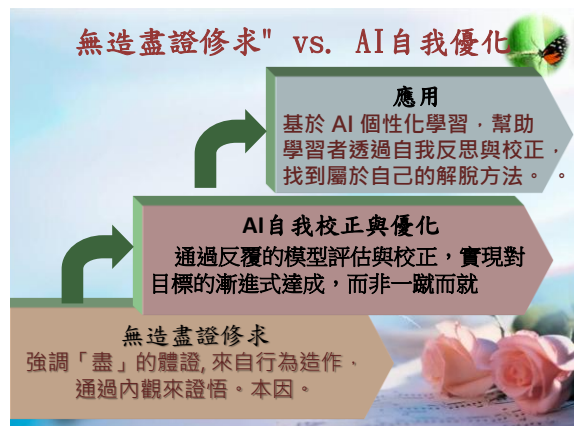 無造盡證修求" vs. AI自我優化
應用
基於 AI 個性化學習，幫助
學習者透過自我反思與校正，
找到屬於自己的解脫方法。。
AI自我校正與優化
通過反覆的模型評估與校正，實現對
目標的漸進式達成，而非一蹴而就
無造盡證修求
強調「盡」的體證, 來自行為造作，
通過內觀來證悟。本因。